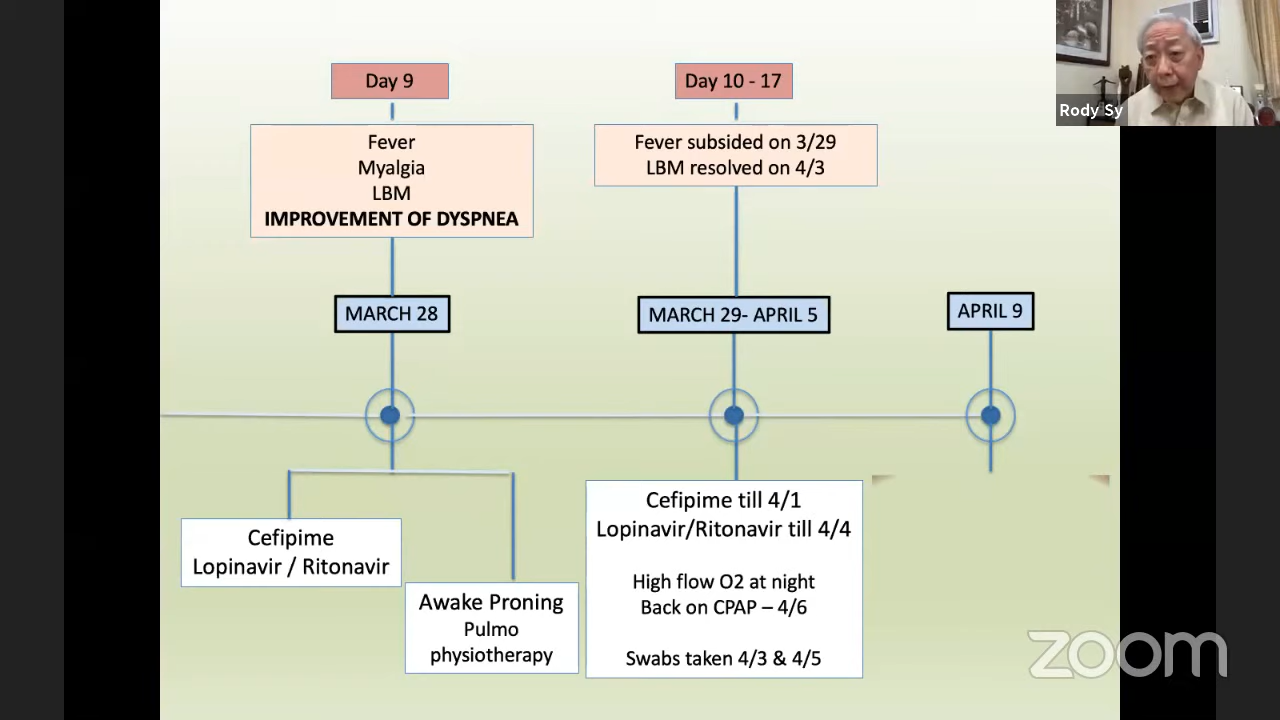 Day 9
Fever
Myalgia
LBM
IMPROVEMENT OF DYSPNEA
MARCH 28
Cefipime
Lopinavir / Ritonavir
Awake Proning
Pulmo
physiotherapy
Day 10 - 17
Fever subsided on 3/29
LBM resolved on 4/3
MARCH 29- APRIL 5
Cefipime till 4/1
Lopinavir/Ritonavir till 4/4
High flow O2 at night
Back on CPAP – 4/6
Swabs taken 4/3 & 4/5
APRIL 9
Rody Sy
zoom